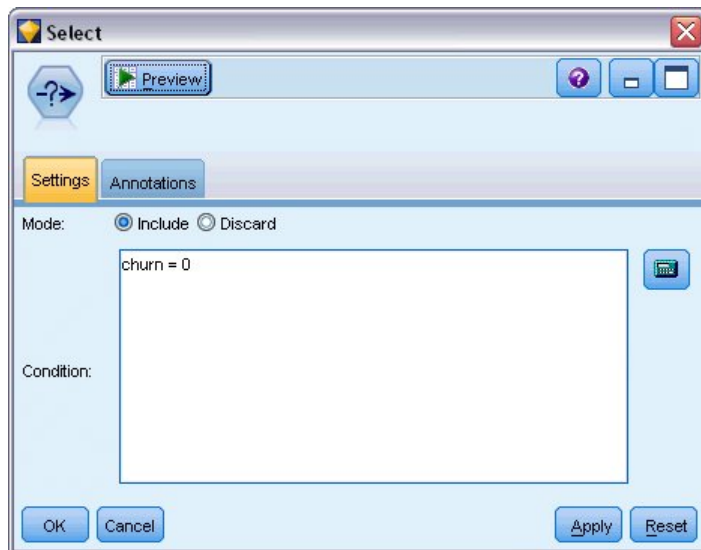 Select
Preview
Settings Annotations
Mode: Include Discard
churn = 0
Condition:
OK Cancel Apply Reset